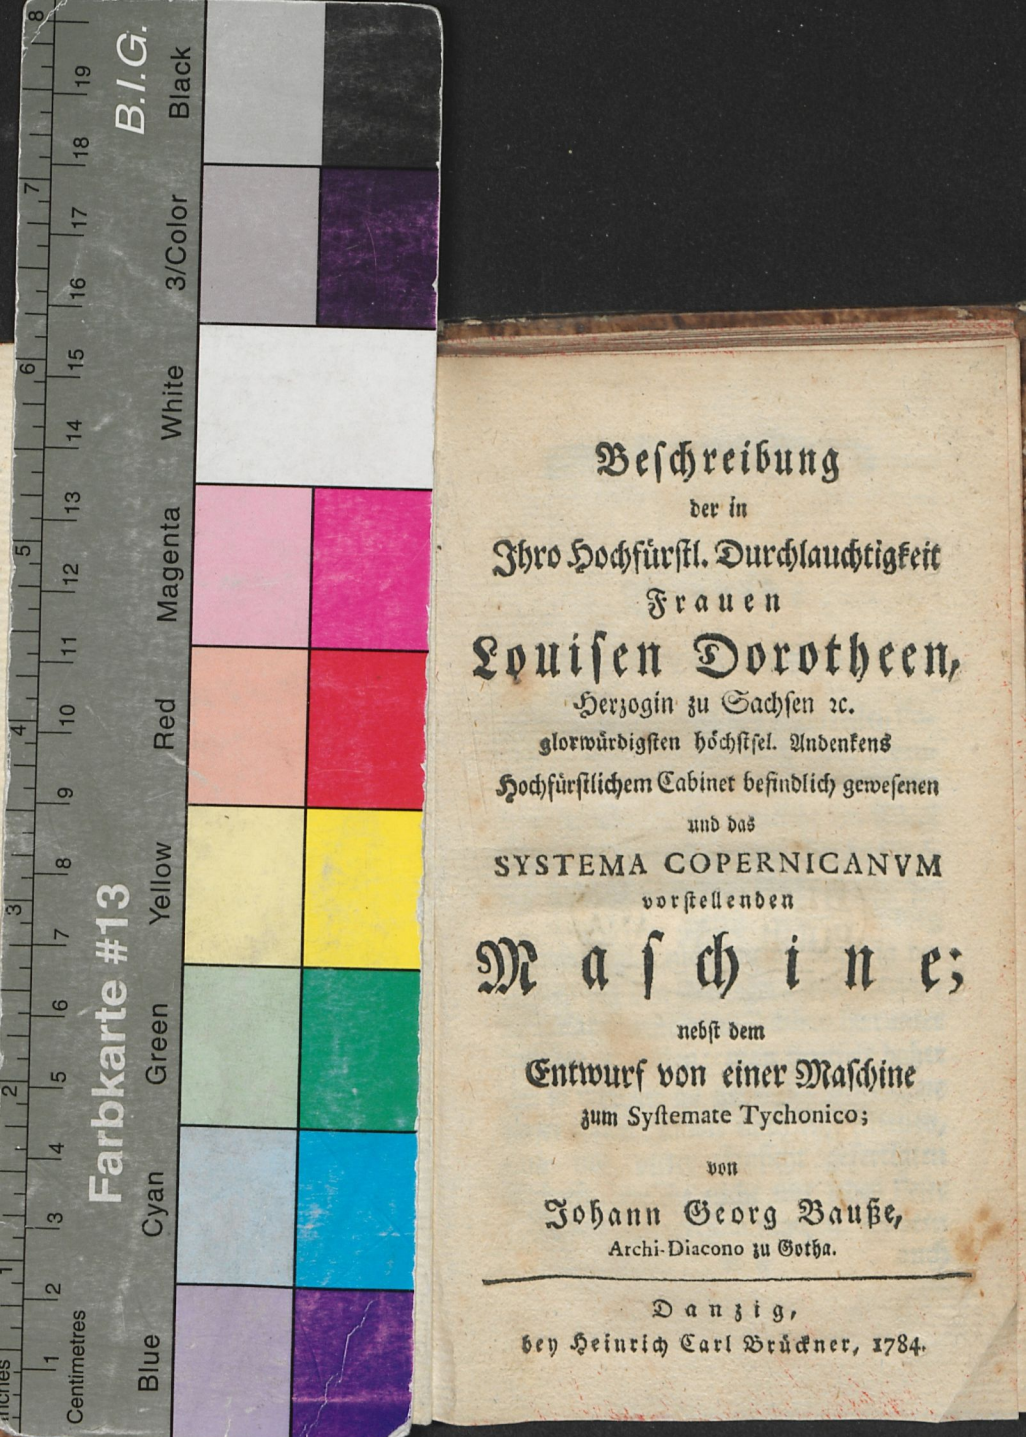 Beſchreibung
der in
Ihro Hochfürſtl. Durchlauchtigkeit
Frauen
Louiſen Dorotheen,
Herzogin zu Sachſen ꝛc.
glorwürdigſten höchſtſel. Andenkens
Hochfürſtlichem Cabinet befindlich geweſenen
und das
SYSTEMA COPERNICANVM
vorſtellenden
Maſchine;
nebſt dem
Entwurf von einer Maſchine
zum Syſtemate Tychonico;
von
Johann Georg Bauße,
Archi-Diacono zu Gotha.
Danzig,
bey Heinrich Carl Brückner, 1784.
Farbkarte #13
B.I.G.
Blue
Cyan
Green
Yellow
Red
Magenta
White
3/Color
Black
Centimetres
1 2 3 4 5 6 7 8 9 10 11 12 13 14 15 16 17 18 19
1 2 3 4 5 6 7 8